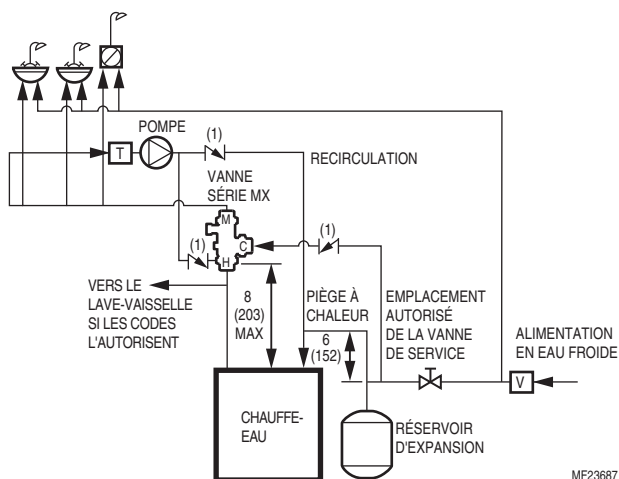 POMPE
(1)
T
RECIRCULATION
VANNE
SÉRIE MX
M
(1)
C
(1)
H
VERS LE
LAVE-VAISSELLE
SI LES CODES
L'AUTORISENT
8
(203)
MAX
PIÈGE À
CHALEUR
6
(152)
EMPLACEMENT
AUTORISÉ
DE LA VANNE
DE SERVICE
ALIMENTATION
EN EAU FROIDE
V
CHAUFFE-
EAU
RÉSERVOIR
D'EXPANSION
MF23687